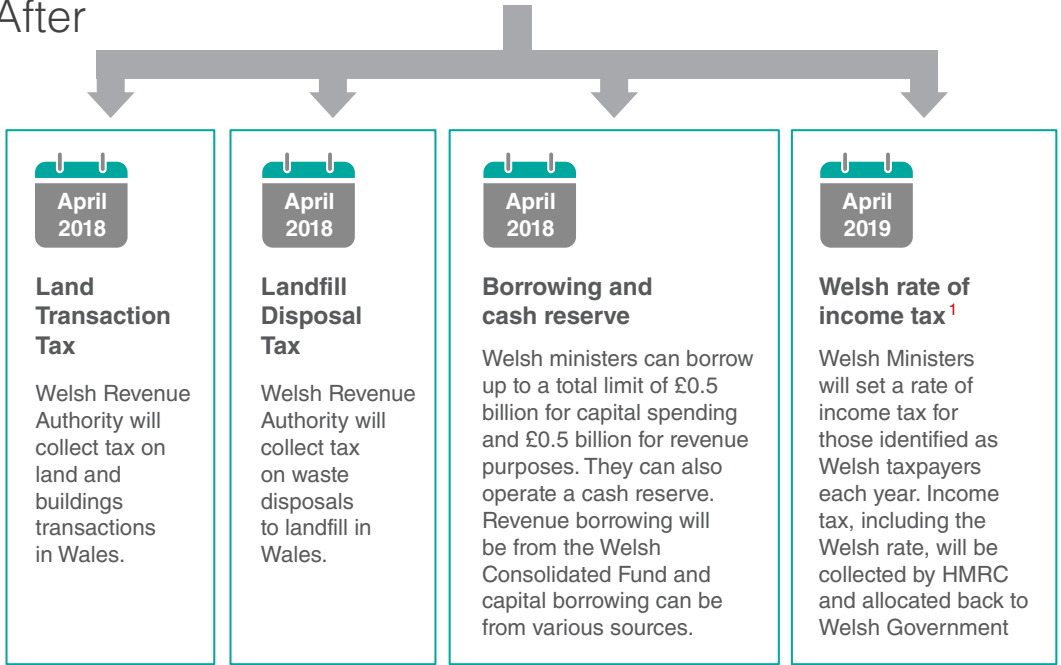 After
April
2018
Land
Transaction
Tax
Welsh Revenue
Authority will
collect tax on
land and
buildings
transactions
in Wales.
April
2018
Landfill
Disposal
Tax
Welsh Revenue
Authority will
collect tax
on waste
disposals
to landfill in
Wales.
April
2018
Borrowing and
cash reserve
Welsh ministers can borrow
up to a total limit of £0.5
billion for capital spending
and £0.5 billion for revenue
purposes. They can also
operate a cash reserve.
Revenue borrowing will
be from the Welsh
Consolidated Fund and
capital borrowing can be
from various sources.
April
2019
Welsh rate of
income tax 1
Welsh Ministers
will set a rate of
income tax for
those identified as
Welsh taxpayers
each year. Income
tax, including the
Welsh rate, will be
collected by HMRC
and allocated back to
Welsh Government